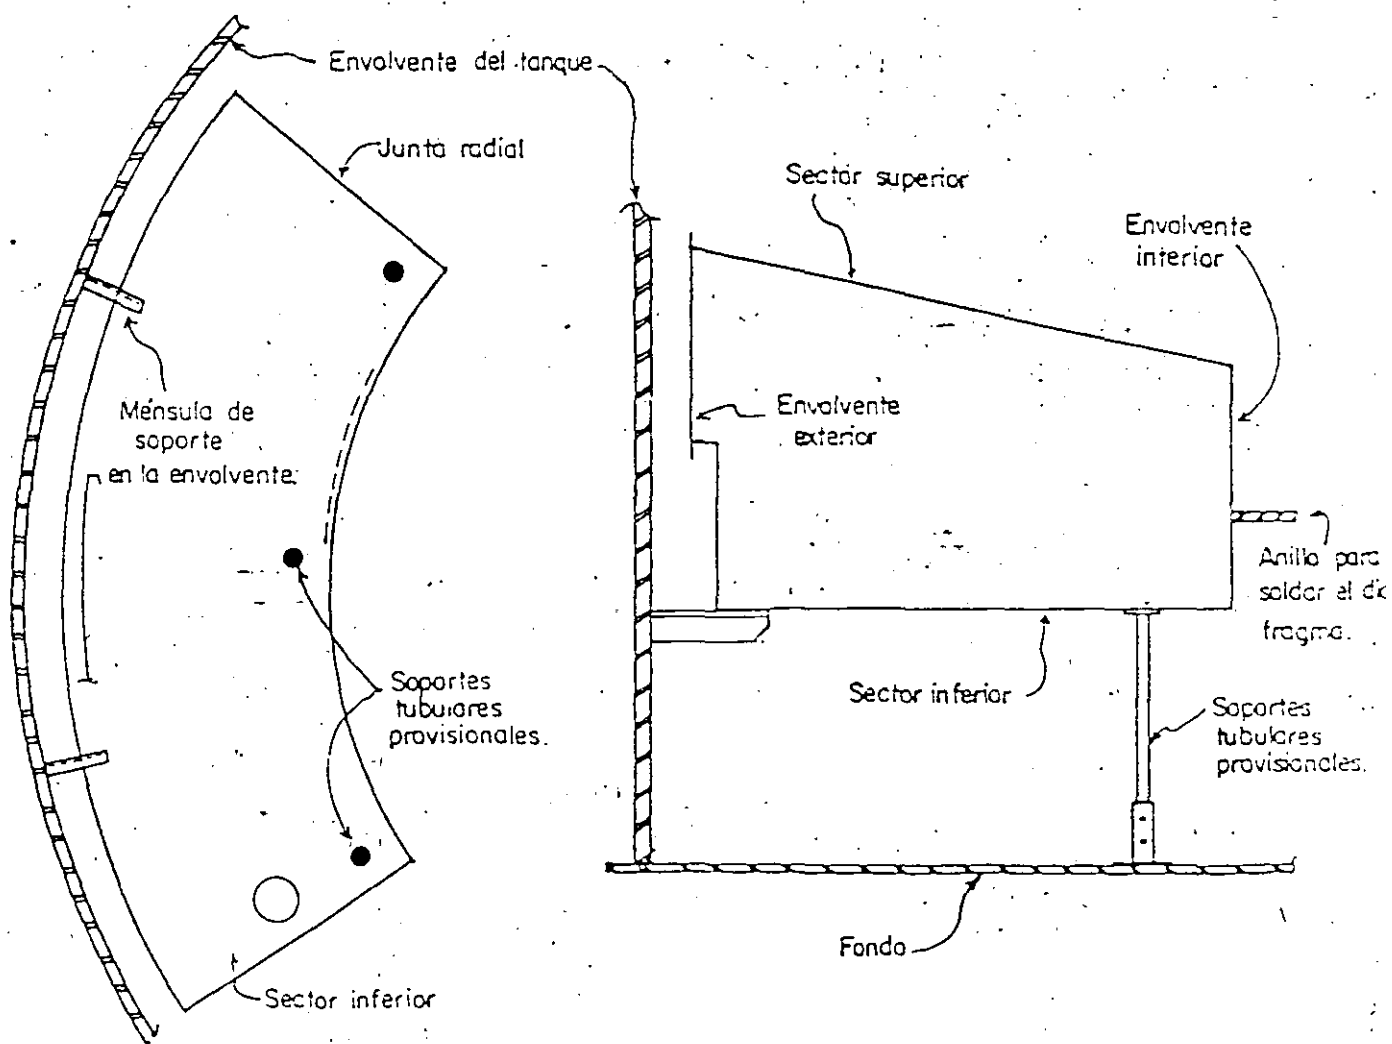 Envolvente del tanque
Junta radial
Ménsula de
soporte
en la envolvente.
Soportes
tubulares
provisionales.
Sector inferior
Sector superior
Envolvente
interior
Envolvente
exterior
Anillo para
soldar el dia
fragma.
Sector inferior
Soportes
tubulares
provisionales.
Fondo